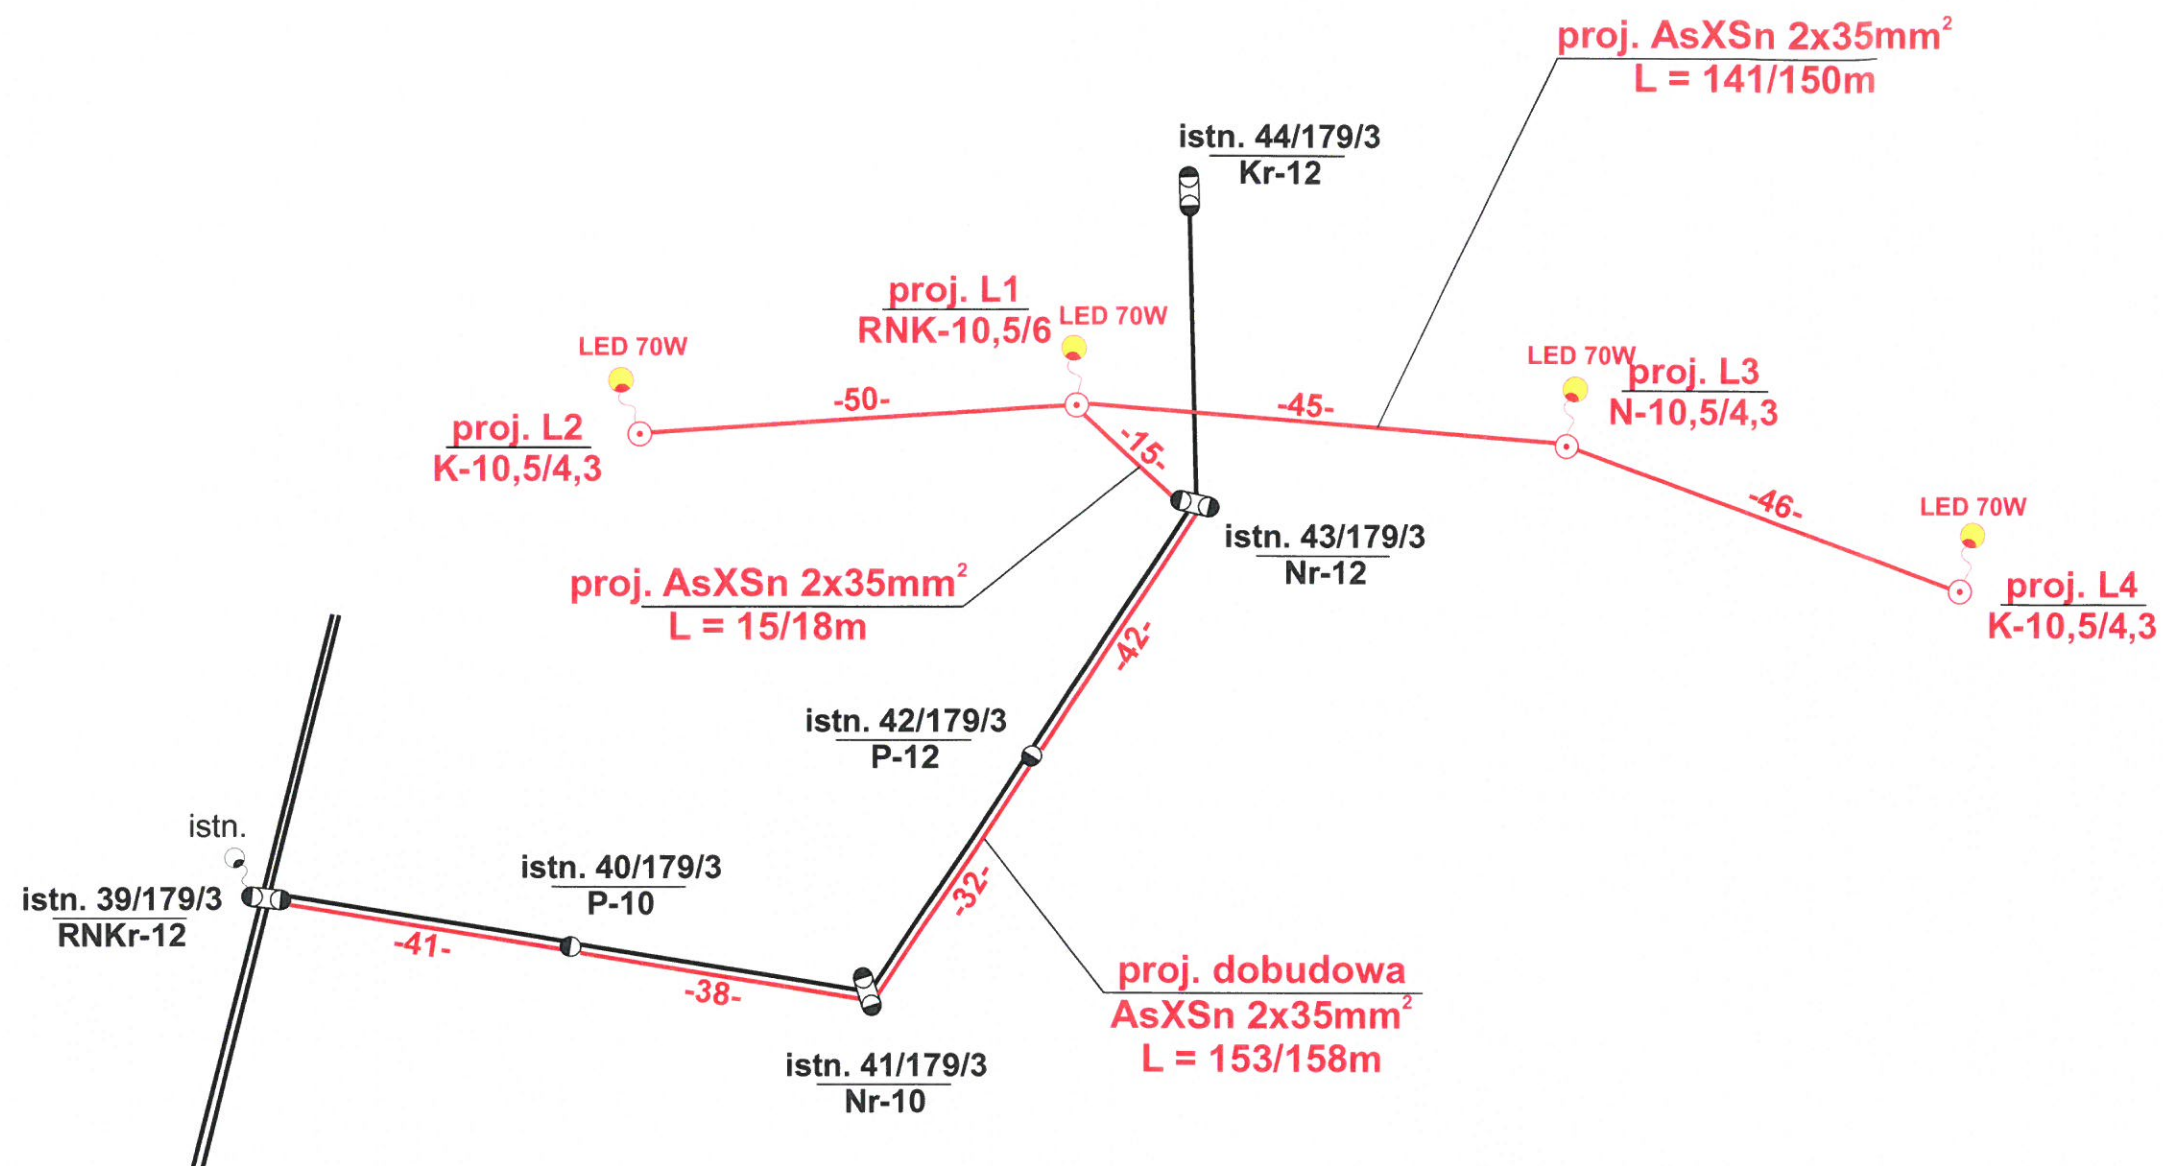 proj. AsXSn 2x35mm²
L = 141/150m
istn. 44/179/3
Kr-12
proj. L1
RNK-10,5/6
LED 70W
LED 70W
LED 70W
proj. L3
N-10,5/4,3
-50-
-45-
proj. L2
K-10,5/4,3
-15-
-46-
LED 70W
istn. 43/179/3
Nr-12
proj. AsXSn 2x35mm²
L = 15/18m
proj. L4
K-10,5/4,3
-42-
istn. 42/179/3
P-12
istn.
istn. 39/179/3
RNKr-12
istn. 40/179/3
P-10
-32-
-41-
-38-
proj. dobudowa
AsXSn 2x35mm²
L = 153/158m
istn. 41/179/3
Nr-10